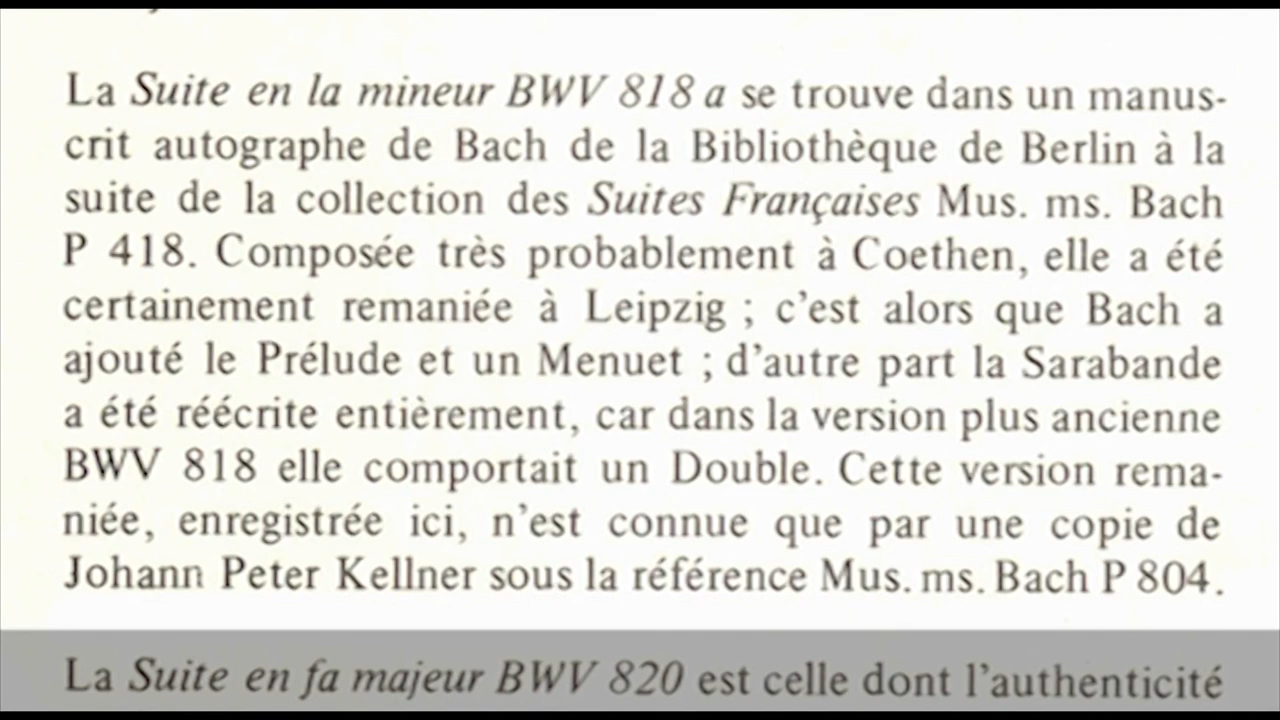 La Suite en la mineur BWV 818 a se trouve dans un manus-
crit autographe de Bach de la Bibliothèque de Berlin à la
suite de la collection des Suites Françaises Mus. ms. Bach
P 418. Composée très probablement à Coethen, elle a été
certainement remaniée à Leipzig ; c'est alors que Bach a
ajouté le Prélude et un Menuet ; d'autre part la Sarabande
a été réécrite entièrement, car dans la version plus ancienne
BWV 818 elle comportait un Double. Cette version rema-
niée, enregistrée ici, n'est connue que par une copie de
Johann Peter Kellner sous la référence Mus. ms. Bach P 804.
La Suite en fa majeur BWV 820 est celle dont l'authenticité